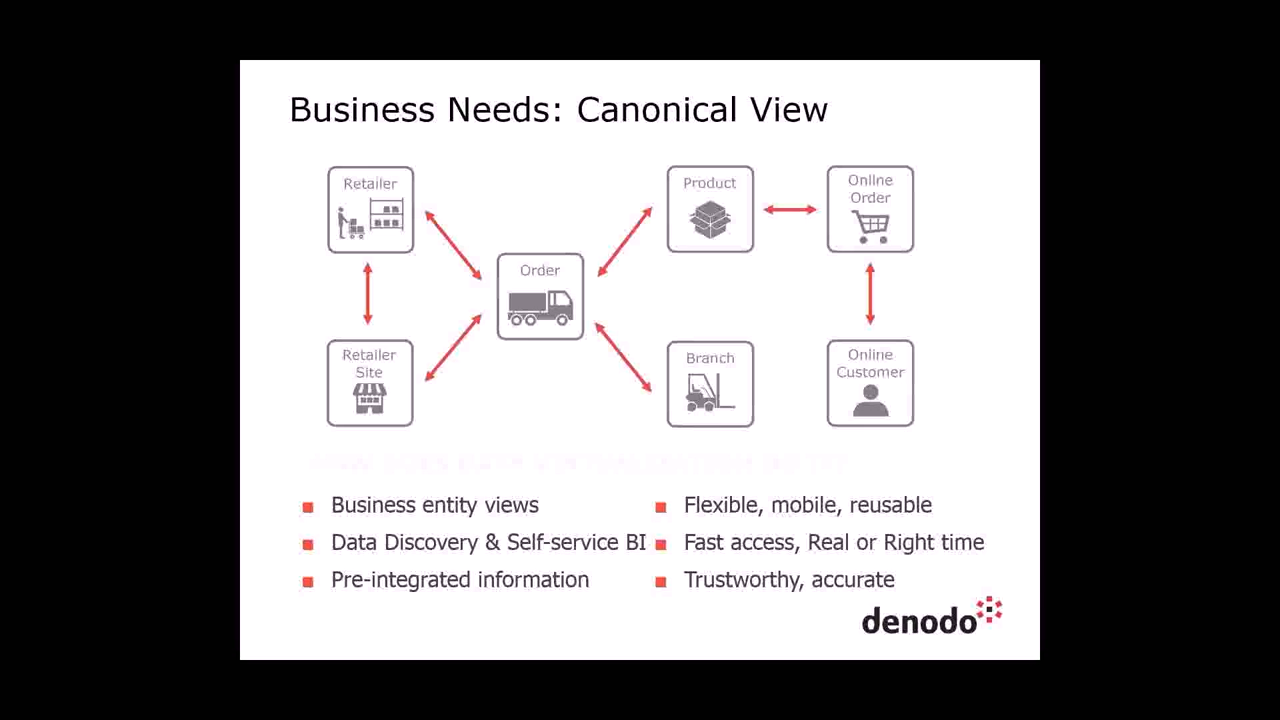 Business Needs: Canonical View
Retailer
Product
Online
Order
Order
Retailer
Site
Branch
Online
Customer
Business entity views
Data Discovery & Self-service BI
Pre-integrated information
Flexible, mobile, reusable
Fast access, Real or Right time
Trustworthy, accurate
denodo